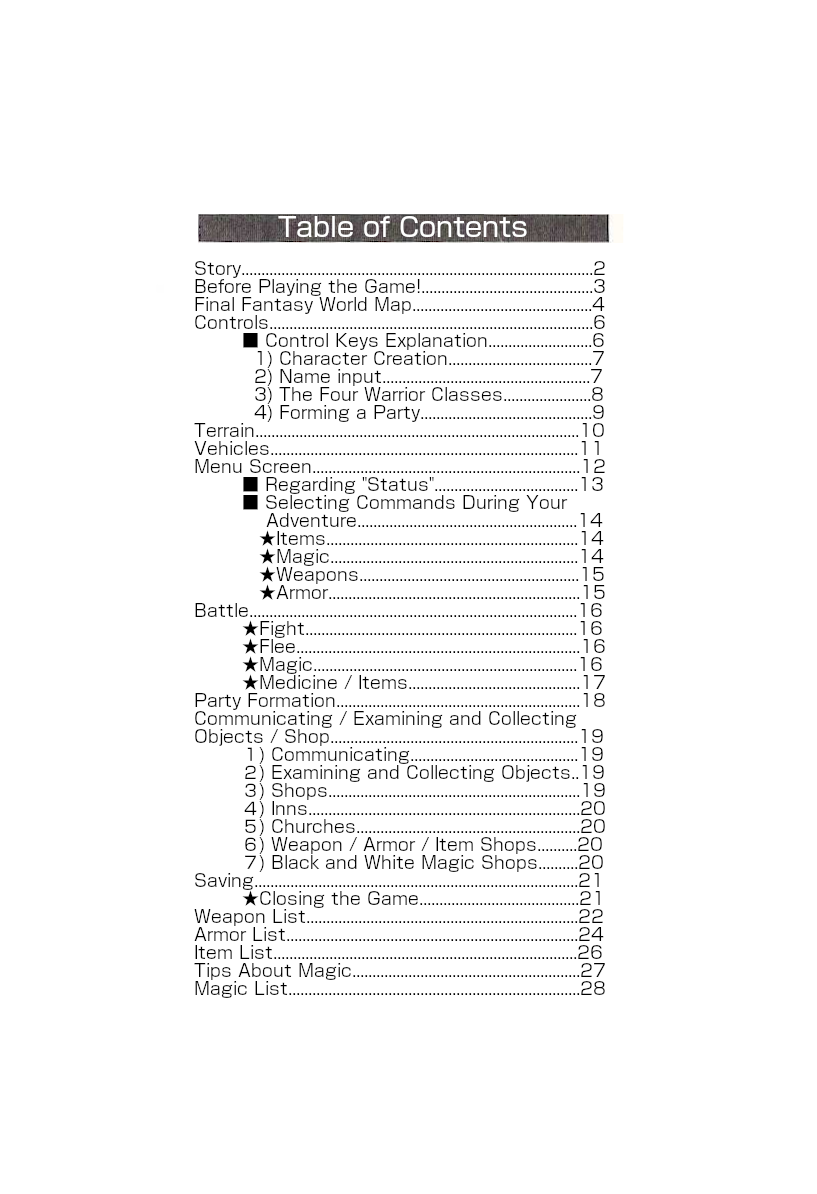 Table of Contents
Story........................................................................................2
Before Playing the Game!...........................................3
Final Fantasy World Map.............................................4
Controls.................................................................................6
■ Control Keys Explanation..........................6
1) Character Creation....................................7
2) Name input....................................................7
3) The Four Warrior Classes......................8
4) Forming a Party...........................................9
Terrain.................................................................................10
Vehicles.............................................................................11
Menu Screen...................................................................12
■ Regarding "Status"....................................13
■ Selecting Commands During Your
Adventure.......................................................14
★Items...............................................................14
★Magic..............................................................14
★Weapons.......................................................15
★Armor...............................................................15
Battle..................................................................................16
★Fight....................................................................16
★Flee.......................................................................16
★Magic..................................................................16
★Medicine / Items...........................................17
Party Formation.............................................................18
Communicating / Examining and Collecting
Objects / Shop..............................................................19
1) Communicating..........................................19
2) Examining and Collecting Objects..19
3) Shops...............................................................19
4) Inns....................................................................20
5) Churches........................................................20
6) Weapon / Armor / Item Shops..........20
7) Black and White Magic Shops..........20
Saving.................................................................................21
★Closing the Game........................................21
Weapon List....................................................................22
Armor List.........................................................................24
Item List............................................................................26
Tips About Magic.........................................................27
Magic List.........................................................................28